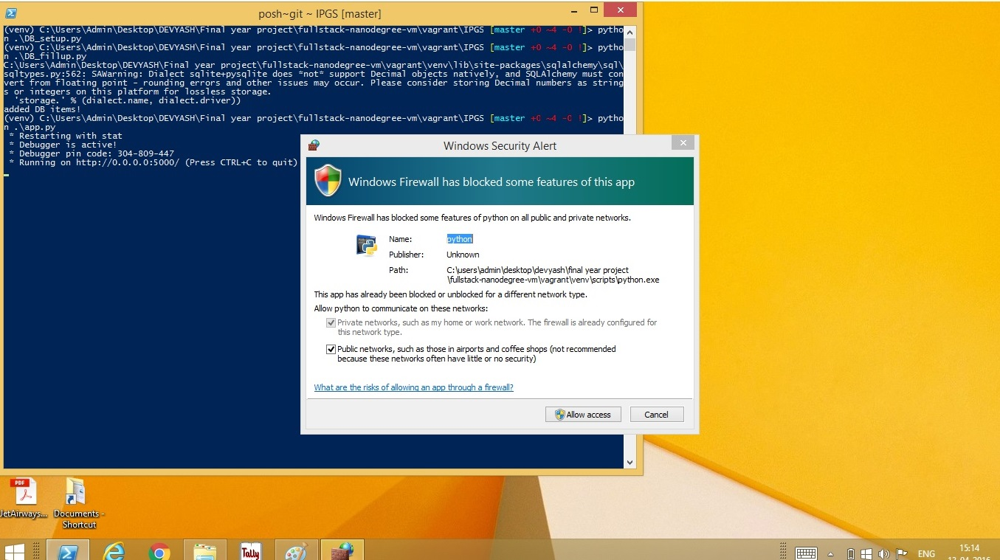 posh~git ~ IPGS [master]
(venv) C:\Users\Admin\Desktop\DEVYASH\Final year project\fullstack-nanodegree-vm\vagrant\IPGS [master +0 ~4 -0 !]> pytho
n .\DB_setup.py
(venv) C:\Users\Admin\Desktop\DEVYASH\Final year project\fullstack-nanodegree-vm\vagrant\IPGS [master +0 ~4 -0 !]> pytho
n .\DB_fillup.py
C:\Users\Admin\Desktop\DEVYASH\Final year project\fullstack-nanodegree-vm\vagrant\venv\lib\site-packages\sqlalchemy\sql\
sqltypes.py:562: SAWarning: Dialect sqlite+pysqlite does *not* support Decimal objects natively, and SQLAlchemy must con
vert from floating point - rounding errors and other issues may occur. Please consider storing Decimal numbers as string
s or integers on this platform for lossless storage.
'storage.' % (dialect.name, dialect.driver))
added DB items!
(venv) C:\Users\Admin\Desktop\DEVYASH\Final year project\fullstack-nanodegree-vm\vagrant\IPGS [master +0 ~4 -0 !]> pytho
n .\app.py
* Restarting with stat
* Debugger is active!
* Debugger pin code: 304-809-447
* Running on http://0.0.0.0:5000/ (Press CTRL+C to quit)
Windows Security Alert
Windows Firewall has blocked some features of this app
Windows Firewall has blocked some features of python on all public and private networks.
Name: python
Publisher: Unknown
Path: C:\users\admin\desktop\devyash\final year project
\fullstack-nanodegree-vm\vagrant\venv\scripts\python.exe
This app has already been blocked or unblocked for a different network type.
Allow python to communicate on these networks:
Private networks, such as my home or work network. The firewall is already configured for
this network type.
Public networks, such as those in airports and coffee shops (not recommended
because these networks often have little or no security)
What are the risks of allowing an app through a firewall?
Allow access Cancel
PDF
JetAirways... Documents -
Shortcut
Tally
ENG 15:14
13-04-2016